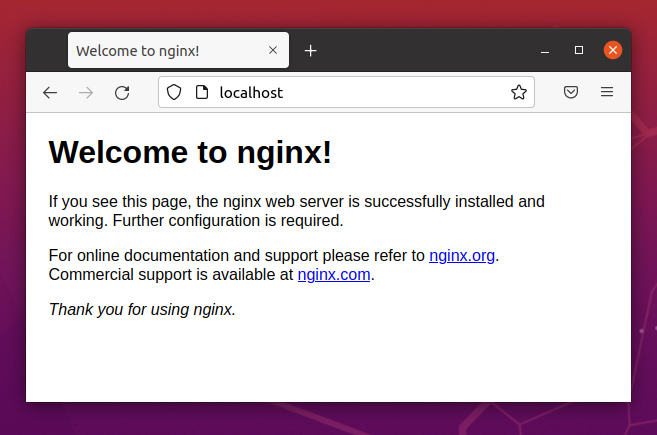 Welcome to nginx!
localhost
Welcome to nginx!
If you see this page, the nginx web server is successfully installed and
working. Further configuration is required.
For online documentation and support please refer to nginx.org.
Commercial support is available at nginx.com.
Thank you for using nginx.